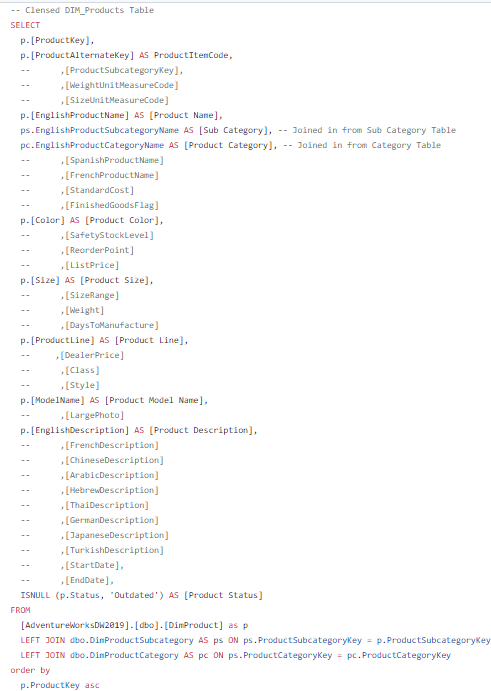 -- Clensed DIM_Products Table
SELECT
p.[ProductKey],
p.[ProductAlternateKey] AS ProductItemCode,
-- ,[ProductSubcategoryKey],
-- ,[WeightUnitMeasureCode]
-- ,[SizeUnitMeasureCode]
p.[EnglishProductName] AS [Product Name],
ps.EnglishProductSubcategoryName AS [Sub Category], -- Joined in from Sub Category Table
pc.EnglishProductCategoryName AS [Product Category], -- Joined in from Category Table
-- ,[SpanishProductName]
-- ,[FrenchProductName]
-- ,[StandardCost]
-- ,[FinishedGoodsFlag]
p.[Color] AS [Product Color],
-- ,[SafetyStockLevel]
-- ,[ReorderPoint]
-- ,[ListPrice]
p.[Size] AS [Product Size],
-- ,[SizeRange]
-- ,[Weight]
-- ,[DaysToManufacture]
p.[ProductLine] AS [Product Line],
-- ,[DealerPrice]
-- ,[Class]
-- ,[Style]
p.[ModelName] AS [Product Model Name],
-- ,[LargePhoto]
p.[EnglishDescription] AS [Product Description],
-- ,[FrenchDescription]
-- ,[ChineseDescription]
-- ,[ArabicDescription]
-- ,[HebrewDescription]
-- ,[ThaiDescription]
-- ,[GermanDescription]
-- ,[JapaneseDescription]
-- ,[TurkishDescription]
-- ,[StartDate],
-- ,[EndDate],
ISNULL (p.Status, 'Outdated') AS [Product Status]
FROM
[AdventureWorksDW2019].[dbo].[DimProduct] as p
LEFT JOIN dbo.DimProductSubcategory AS ps ON ps.ProductSubcategoryKey = p.ProductSubcategoryKey
LEFT JOIN dbo.DimProductCategory AS pc ON ps.ProductCategoryKey = pc.ProductCategoryKey
order by
p.ProductKey asc